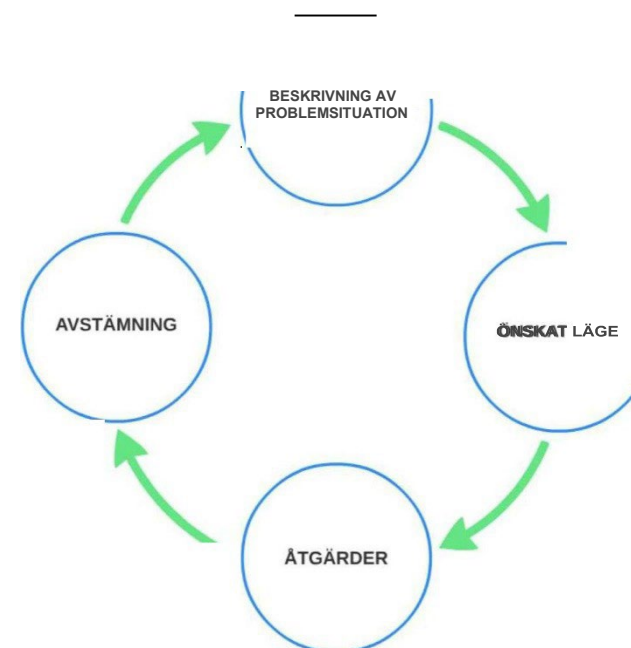 BESKRIVNING AV
PROBLEMSITUATION
AVSTÄMNING
ÖNSKAT LÄGE
ÅTGÄRDER